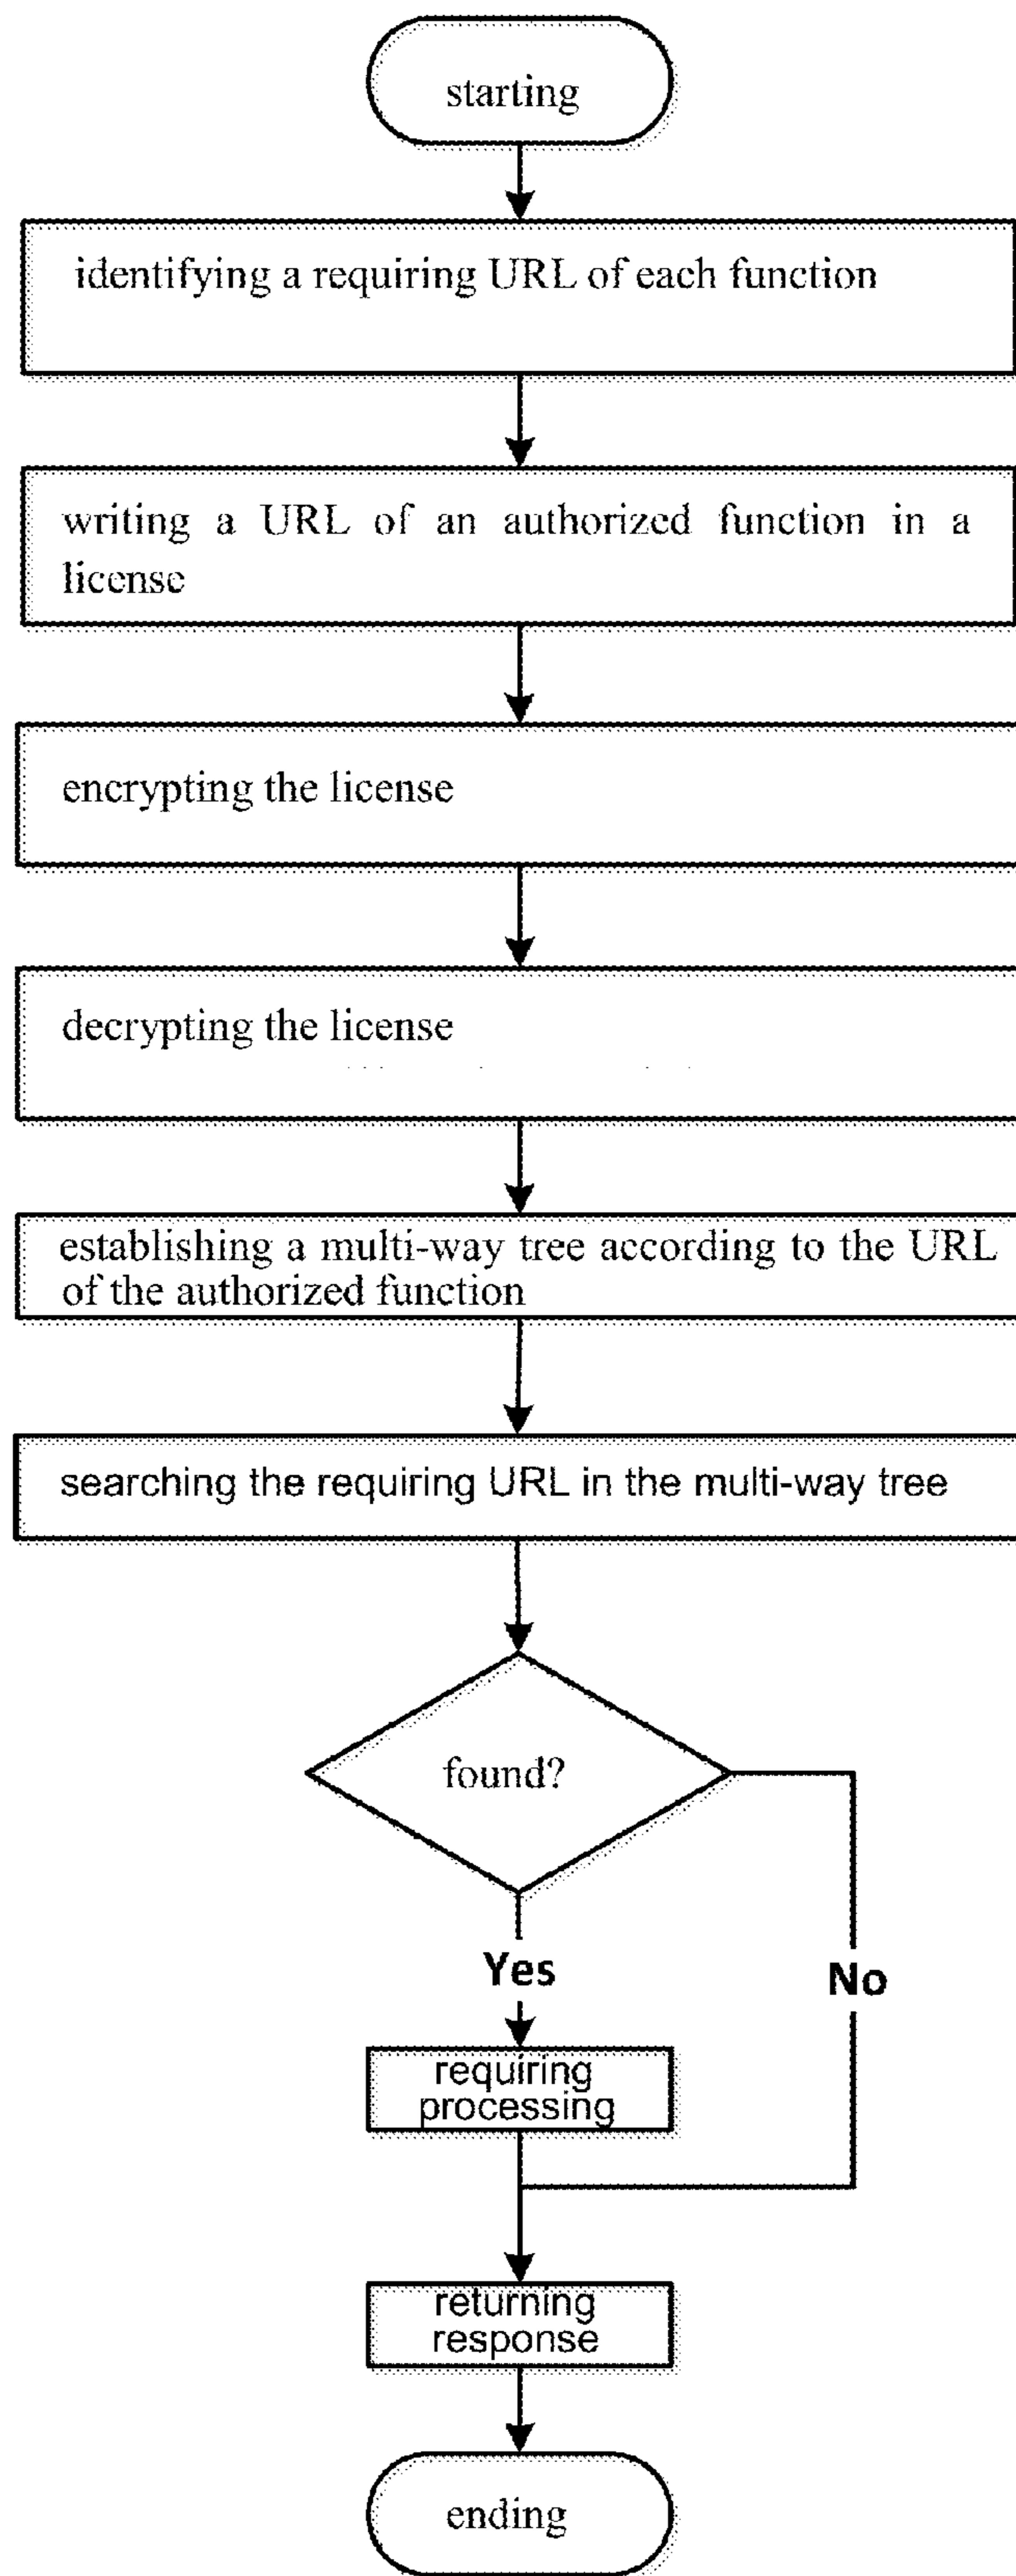 starting
identifying a requiring URL of each function
writing a URL of an authorized function in a
license
encrypting the license
decrypting the license
establishing a multi-way tree according to the URL
of the authorized function
searching the requiring URL in the multi-way tree
found?
Yes
No
requiring
processing
returning
response
ending